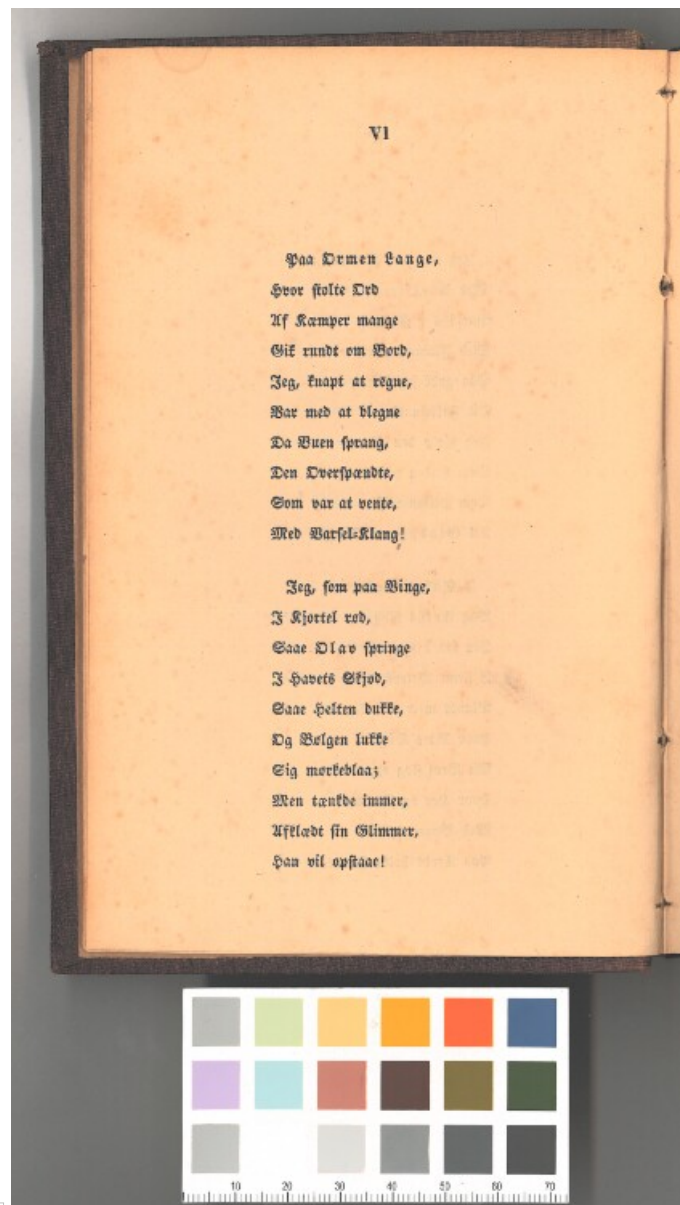 VI
Paa Ormen Lange,
Hvor stolte Ord
Af Kæmper mange
Gik rundt om Bord,
Jeg, knapt at regne,
Var med at blegne
Da Buen sprang,
Den Overspændte,
Som var at vente,
Med Varsel-Klang!
Jeg, som paa Vinge,
I Kjortel rød,
Saae Olav springe
I Havets Skjød,
Saae Helten dukke,
Og Bølgen lukke
Sig mørkeblaa;
Men tænkde immer,
Afklædt sin Glimmer,
Han vil opstaae!
10 20 30 40 50 60 70